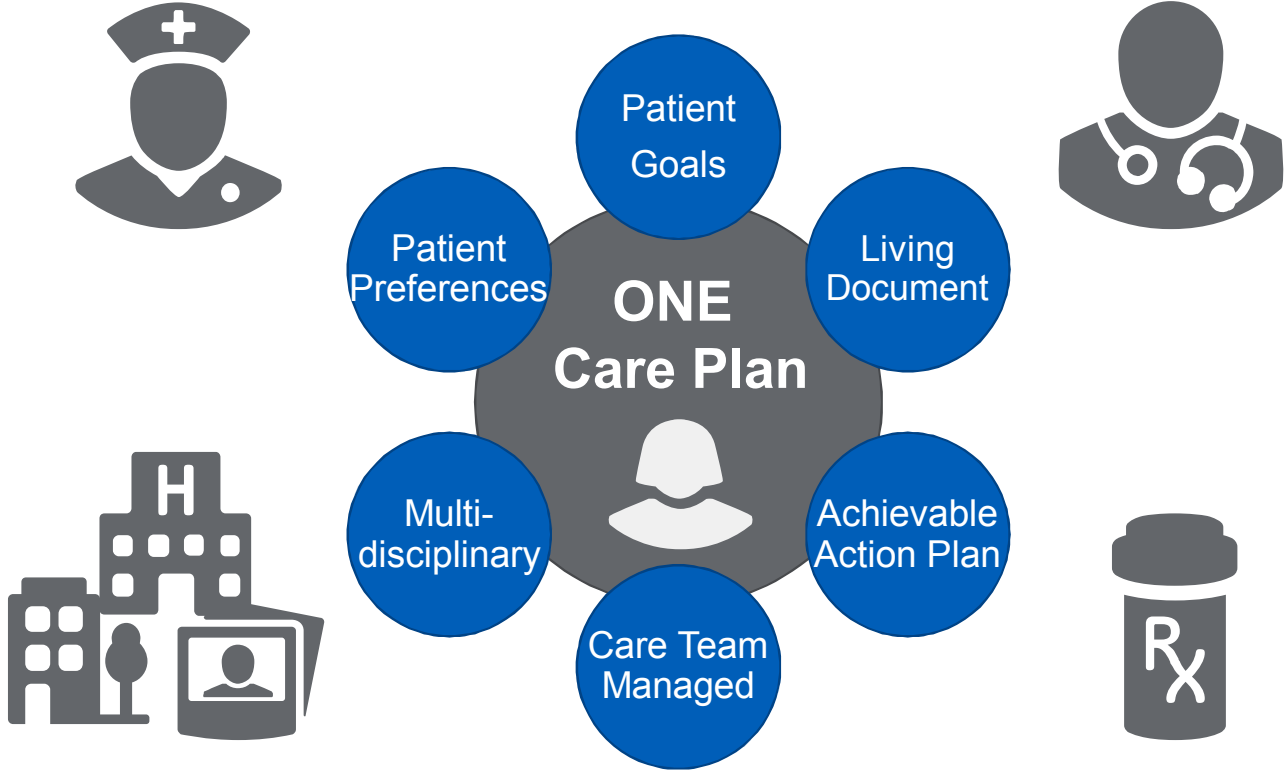 Patient
Goals
Patient
Preferences
Living
Document
ONE
Care Plan
Multi-
disciplinary
Achievable
Action Plan
Care Team
Managed
H
Rx